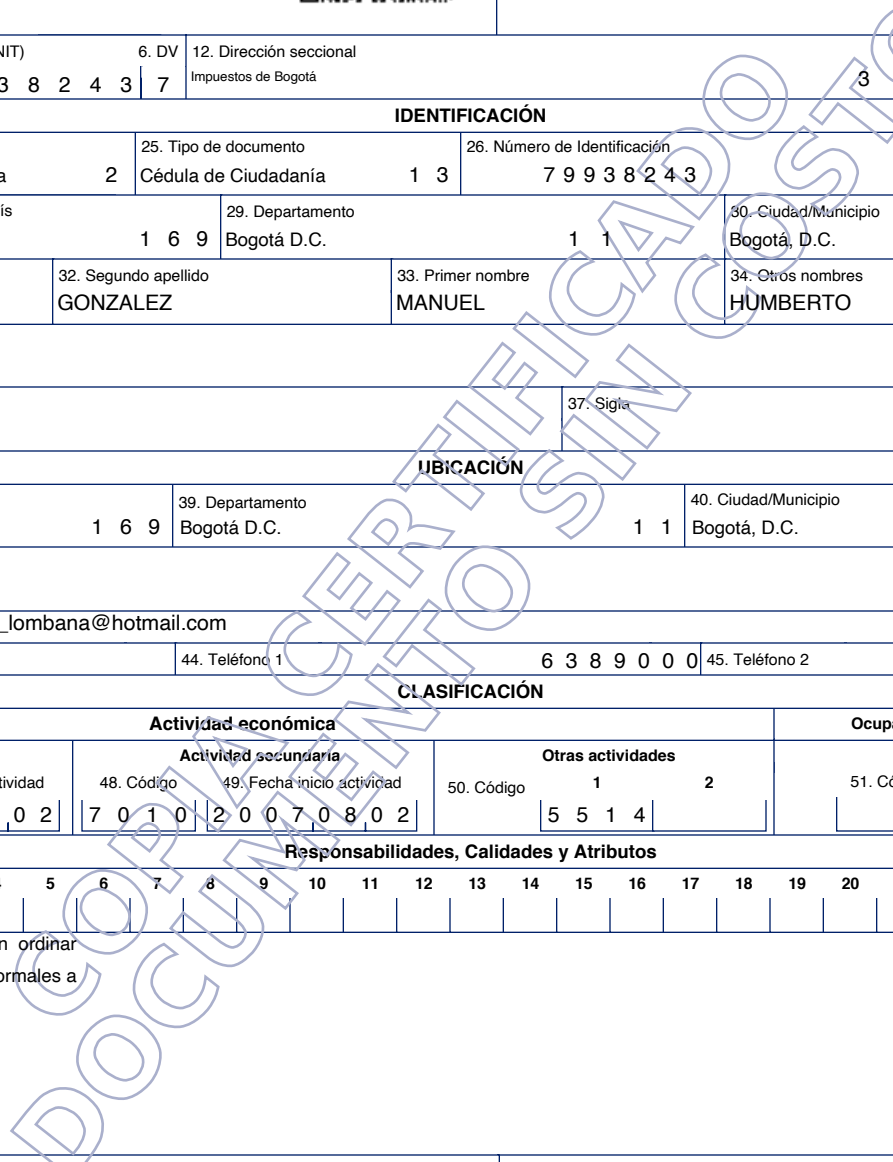 NIT) 6. DV 12. Dirección seccional
3 8 2 4 3 7 Impuestos de Bogotá 3
IDENTIFICACIÓN
25. Tipo de documento 26. Número de Identificación
a 2 Cédula de Ciudadanía 1 3 7 9 9 3 8 2 4 3
ís 29. Departamento 30. Ciudad/Municipio
1 6 9 Bogotá D.C. 1 1 Bogotá, D.C.
32. Segundo apellido 33. Primer nombre 34. Otros nombres
GONZALEZ MANUEL HUMBERTO
37. Sigla
UBICACIÓN
39. Departamento 40. Ciudad/Municipio
1 6 9 Bogotá D.C. 1 1 Bogotá, D.C.
_lombana@hotmail.com
44. Teléfono 1 6 3 8 9 0 0 0 45. Teléfono 2
CLASIFICACIÓN
Actividad económica Ocupa
Actividad secundaria Otras actividades
tividad 48. Código 49. Fecha inicio actividad 50. Código 1 2 51. Có
0 2 7 0 1 0 2 0 0 7 0 8 0 2 5 5 1 4
Responsabilidades, Calidades y Atributos
5 6 7 8 9 10 11 12 13 14 15 16 17 18 19 20
n ordinar
ormales a
COPIA CERTIFICADO
DOCUMENTO SIN COSTO